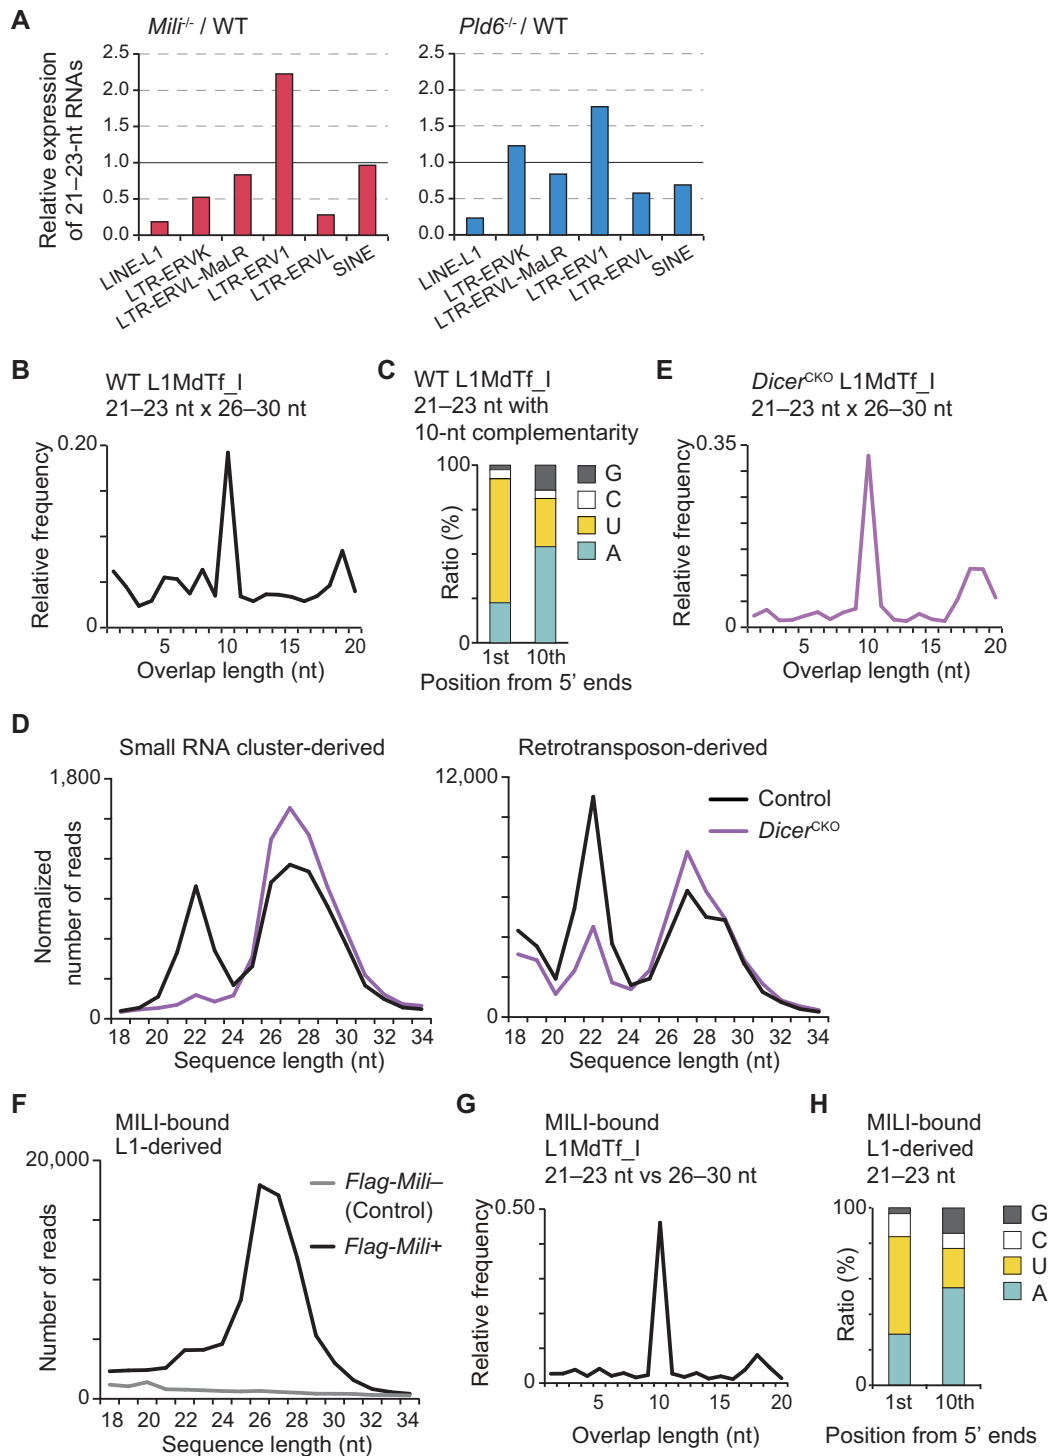 A
Mili-/- / WT
Pld6-/- / WT
Relative expression
of 21–23-nt RNAs
2.5
2.0
1.5
1.0
0.5
0.0
LINE-L1
LTR-ERVK
LTR-ERVL-MaLR
LTR-ERV1
LTR-ERVL
SINE
2.5
2.0
1.5
1.0
0.5
0.0
LINE-L1
LTR-ERVK
LTR-ERVL-MaLR
LTR-ERV1
LTR-ERVL
SINE
B
WT L1MdTf_I
21–23 nt x 26–30 nt
Relative frequency
0.20
0
5 10 15 20
Overlap length (nt)
C
WT L1MdTf_I
21–23 nt with
10-nt complementarity
Ratio (%)
100
0
G
C
U
A
1st 10th
Position from 5' ends
E
DicerCKO L1MdTf_I
21–23 nt x 26–30 nt
Relative frequency
0.35
0
5 10 15 20
Overlap length (nt)
D
Small RNA cluster-derived
Normalized
number of reads
1,800
0
18 20 22 24 26 28 30 32 34
Sequence length (nt)
Retrotransposon-derived
12,000
0
Control
DicerCKO
18 20 22 24 26 28 30 32 34
Sequence length (nt)
F
MILI-bound
L1-derived
Number of reads
20,000
0
Flag-Mili–
(Control)
Flag-Mili+
18 20 22 24 26 28 30 32 34
Sequence length (nt)
G
MILI-bound
L1MdTf_I
21–23 nt vs 26–30 nt
Relative frequency
0.50
0
5 10 15 20
Overlap length (nt)
H
MILI-bound
L1-derived
21–23 nt
Ratio (%)
100
0
G
C
U
A
1st 10th
Position from 5' ends